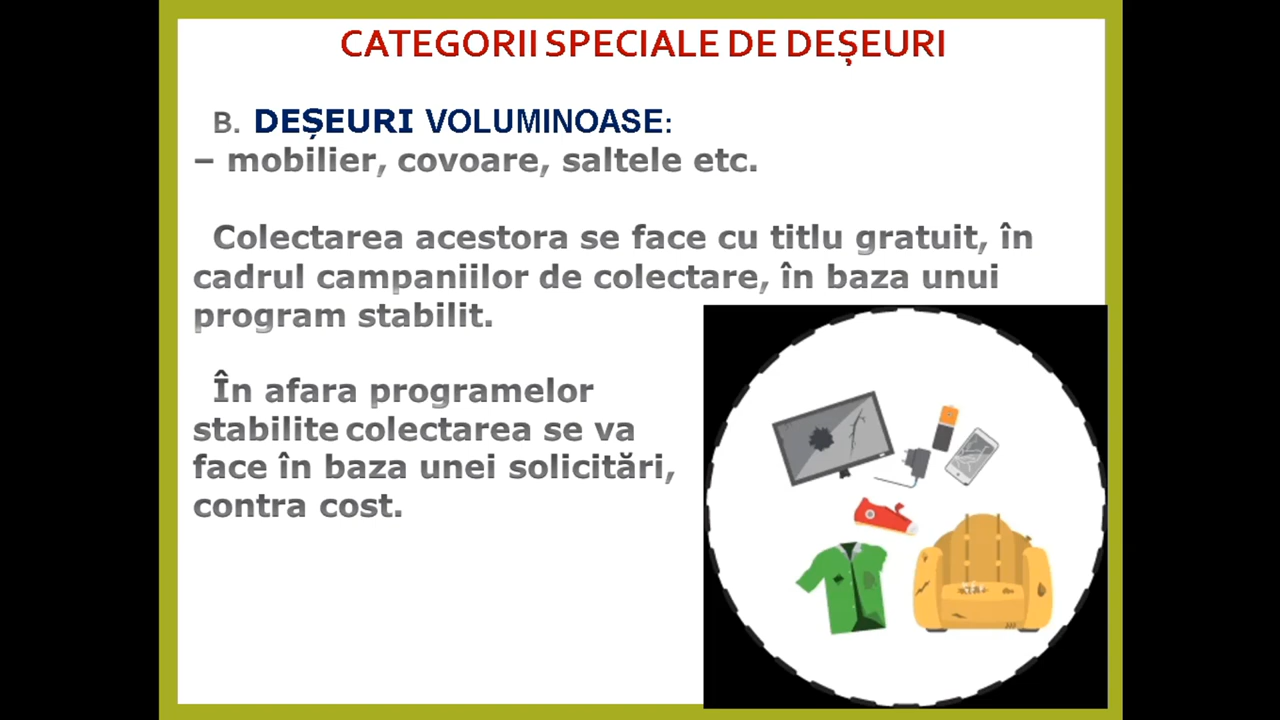 CATEGORII SPECIALE DE DEȘEURI
B. DEȘEURI VOLUMINOASE:
– mobilier, covoare, saltele etc.
Colectarea acestora se face cu titlu gratuit, în
cadrul campaniilor de colectare, în baza unui
program stabilit.
În afara programelor
stabilite colectarea se va
face în baza unei solicitări,
contra cost.